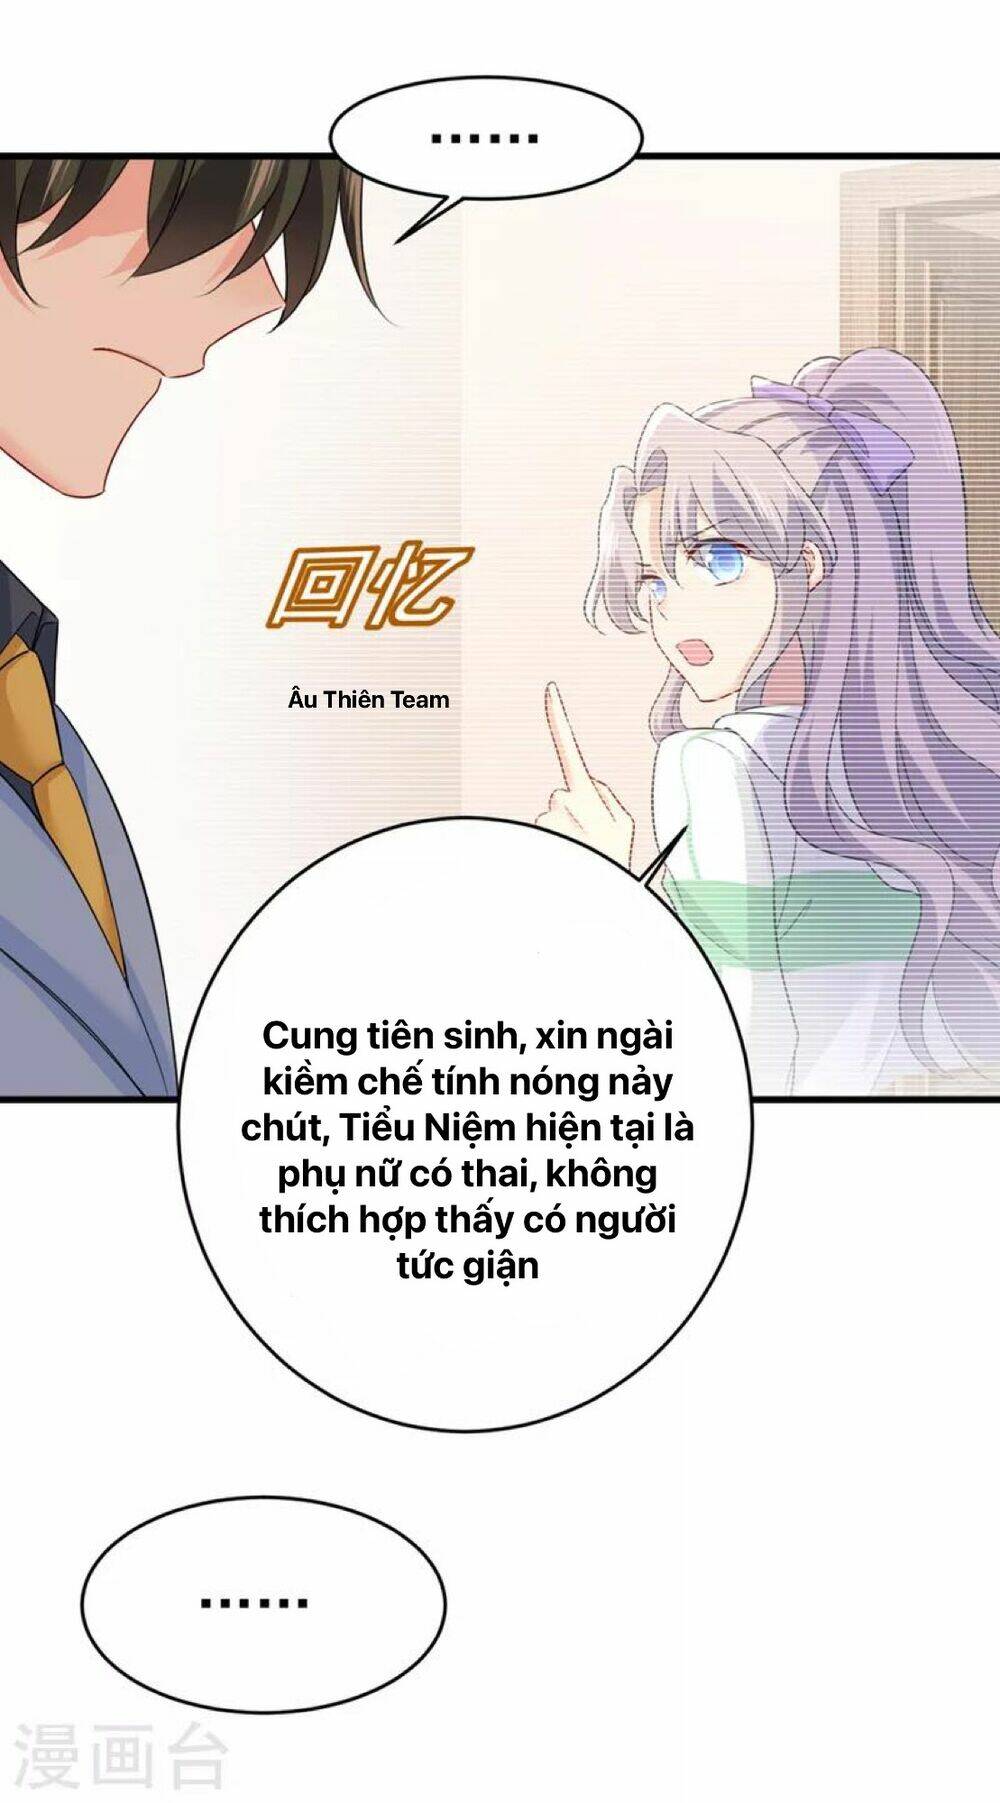 ......
回忆
Âu Thiên Team
Cung tiên sinh, xin ngài
kiềm chế tính nóng nảy
chút, Tiểu Niệm hiện tại là
phụ nữ có thai, không
thích hợp thấy có người
tức giận
......
漫画台